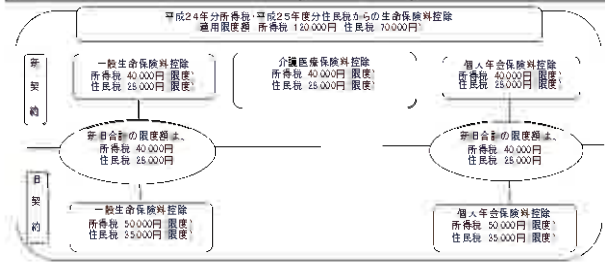 平成24年分所得税・平成25年度分住民税からの生命保険料控除
適用限度額 所得税 120,000円 住民税 70,000円)
新契約
一般生命保険料控除
所得税 40,000円(限度)
住民税 28,000円(限度)
介護医療保険料控除
所得税 40,000円(限度)
住民税 28,000円(限度)
個人年金保険料控除
所得税 40,000円(限度)
住民税 28,000円(限度)
新旧合計の限度額は、
所得税 40,000円
住民税 28,000円
新旧合計の限度額は、
所得税 40,000円
住民税 28,000円
旧契約
一般生命保険料控除
所得税 50,000円(限度)
住民税 35,000円(限度)
個人年金保険料控除
所得税 50,000円(限度)
住民税 35,000円(限度)